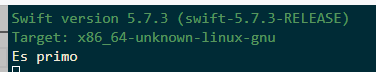 Swift version 5.7.3 (swift-5.7.3-RELEASE)
Target: x86_64-unknown-linux-gnu
Es primo